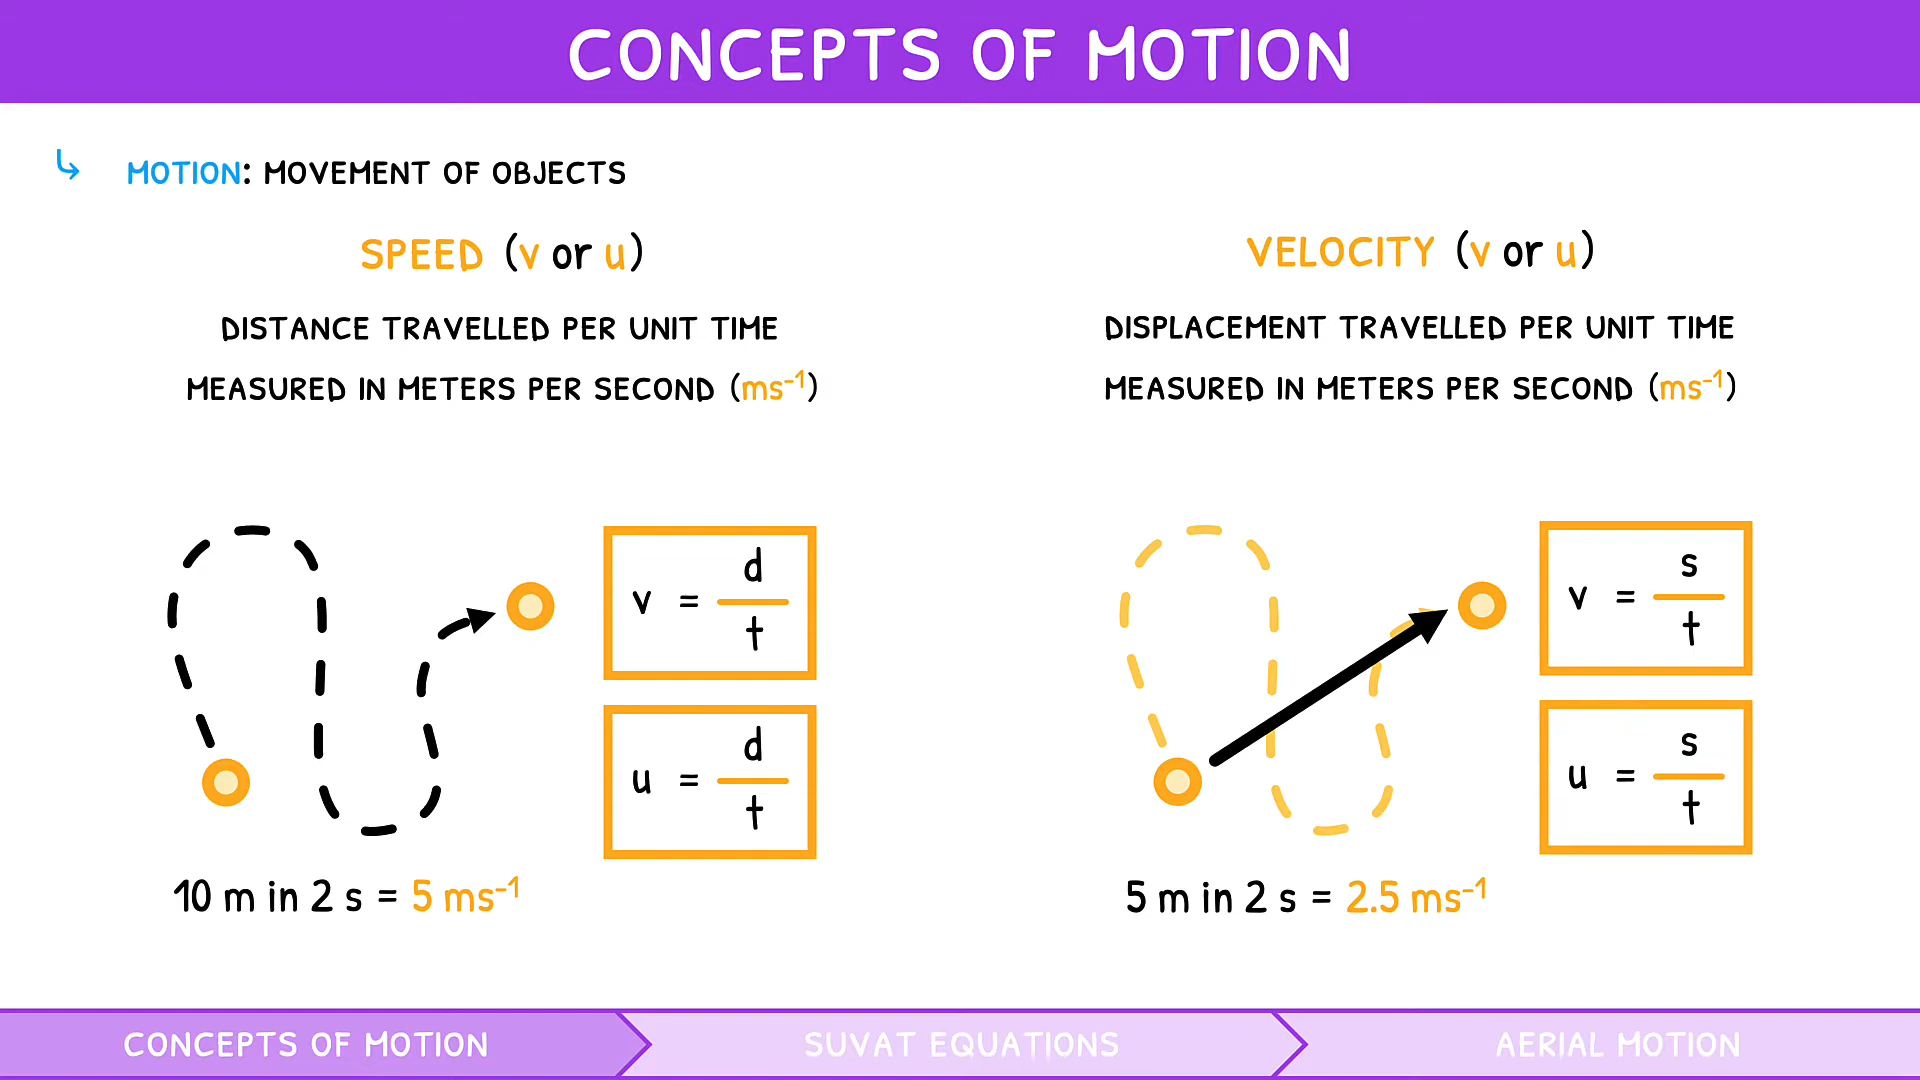 CONCEPTS OF MOTION
MOTION: MOVEMENT OF OBJECTS
SPEED (v or u)
DISTANCE TRAVELLED PER UNIT TIME
MEASURED IN METERS PER SECOND (ms⁻¹)
v = d/t
u = d/t
10 m in 2 s = 5 ms⁻¹
VELOCITY (v or u)
DISPLACEMENT TRAVELLED PER UNIT TIME
MEASURED IN METERS PER SECOND (ms⁻¹)
v = s/t
u = s/t
5 m in 2 s = 2.5 ms⁻¹
CONCEPTS OF MOTION
SUVAT EQUATIONS
AERIAL MOTION